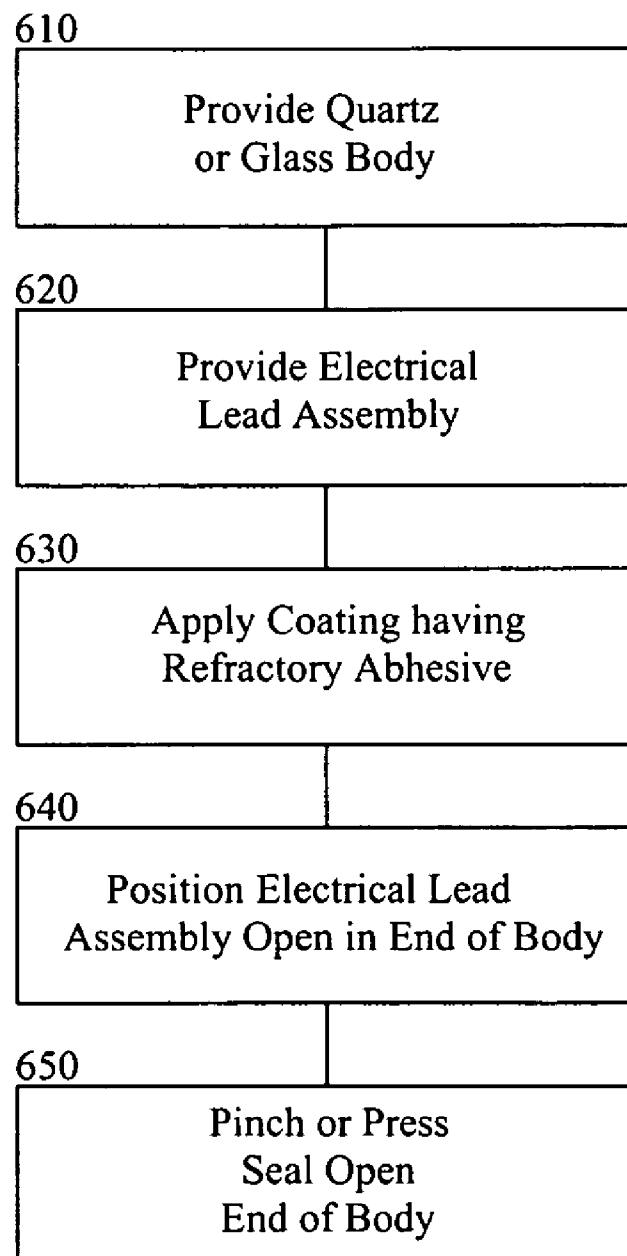 610
Provide Quartz
or Glass Body
620
Provide Electrical
Lead Assembly
630
Apply Coating having
Refractory Abhesive
640
Position Electrical Lead
Assembly Open in End of Body
650
Pinch or Press
Seal Open
End of Body